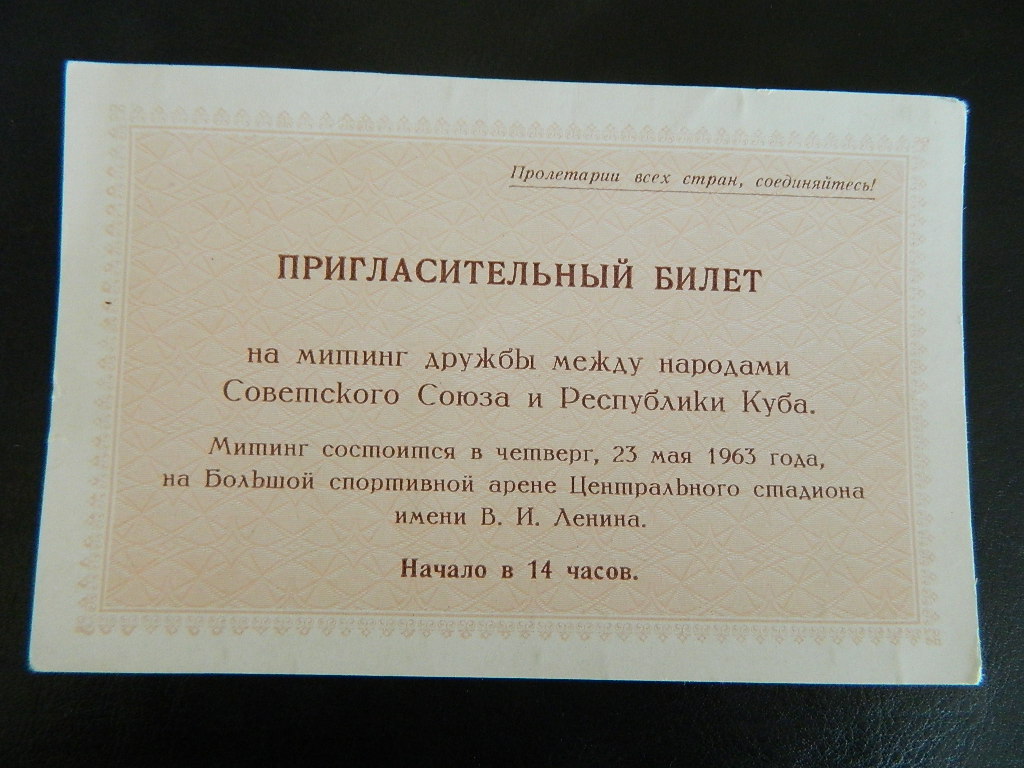 Пролетарии всех стран, соединяйтесь!
ПРИГЛАСИТЕЛЬНЫЙ БИЛЕТ
на митинг дружбы между народами
Советского Союза и Республики Куба.
Митинг состоится в четверг, 23 мая 1963 года,
на Большой спортивной арене Центрального стадиона
имени В. И. Ленина.
Начало в 14 часов.